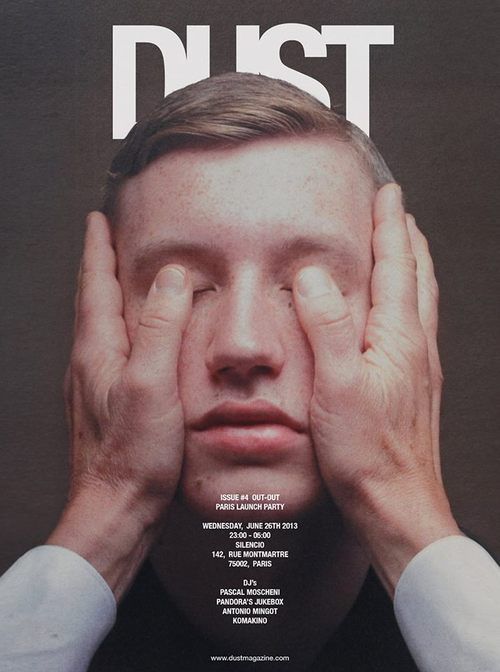 DUST
ISSUE #4 OUT-OUT
PARIS LAUNCH PARTY
WEDNESDAY, JUNE 26TH 2013
23:00 - 05:00
SILENCIO
142, RUE MONTMARTRE
75002, PARIS
DJ's
PASCAL MOSCHENI
PANDORA'S JUKEBOX
ANTONIO MINGOT
KOMAKINO
www.dustmagazine.com